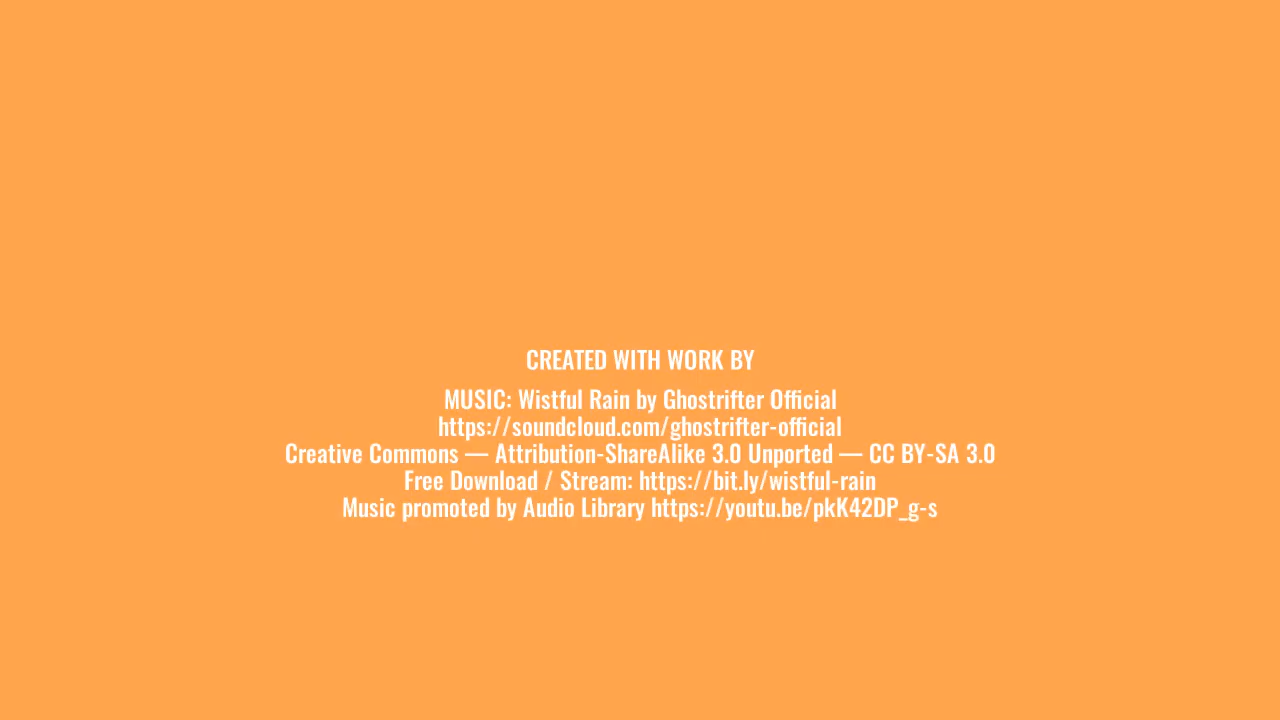 CREATED WITH WORK BY
MUSIC: Wistful Rain by Ghostrifter Official
https://soundcloud.com/ghostrifter-official
Creative Commons — Attribution-ShareAlike 3.0 Unported — CC BY-SA 3.0
Free Download / Stream: https://bit.ly/wistful-rain
Music promoted by Audio Library https://youtu.be/pkK42DP_g-s